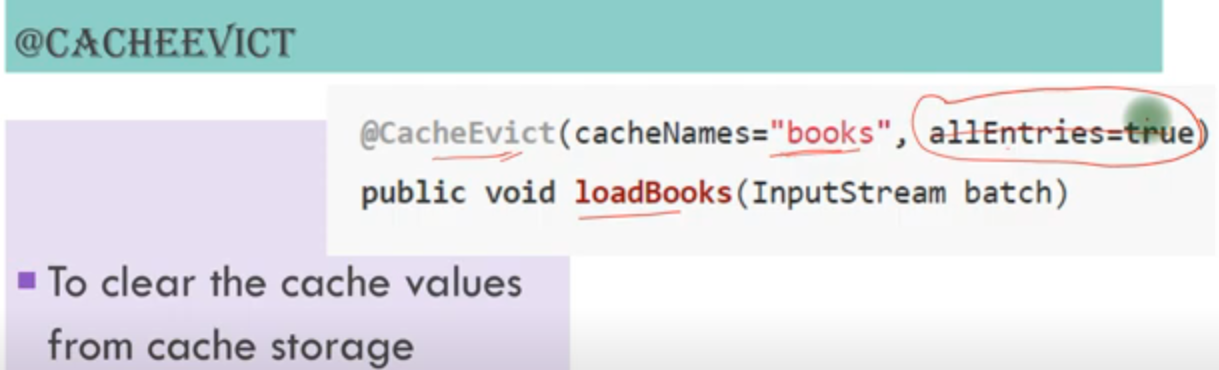 @CACHEEVICT
@CacheEvict(cacheNames="books", allEntries=true)
public void loadBooks(InputStream batch)
To clear the cache values
from cache storage